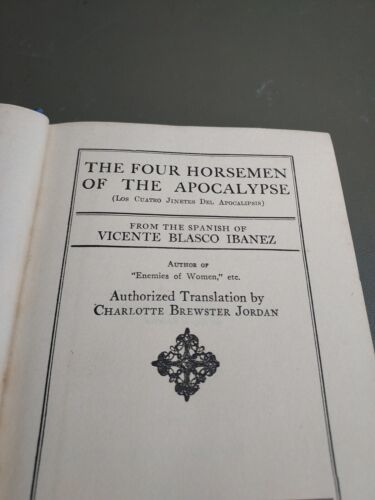 THE FOUR HORSEMEN
OF THE APOCALYPSE
(Los Cuatro Jinetes Del Apocalipsis)
FROM THE SPANISH OF
VICENTE BLASCO IBANEZ
Author of
"Enemies of Women," etc.
Authorized Translation by
Charlotte Brewster Jordan